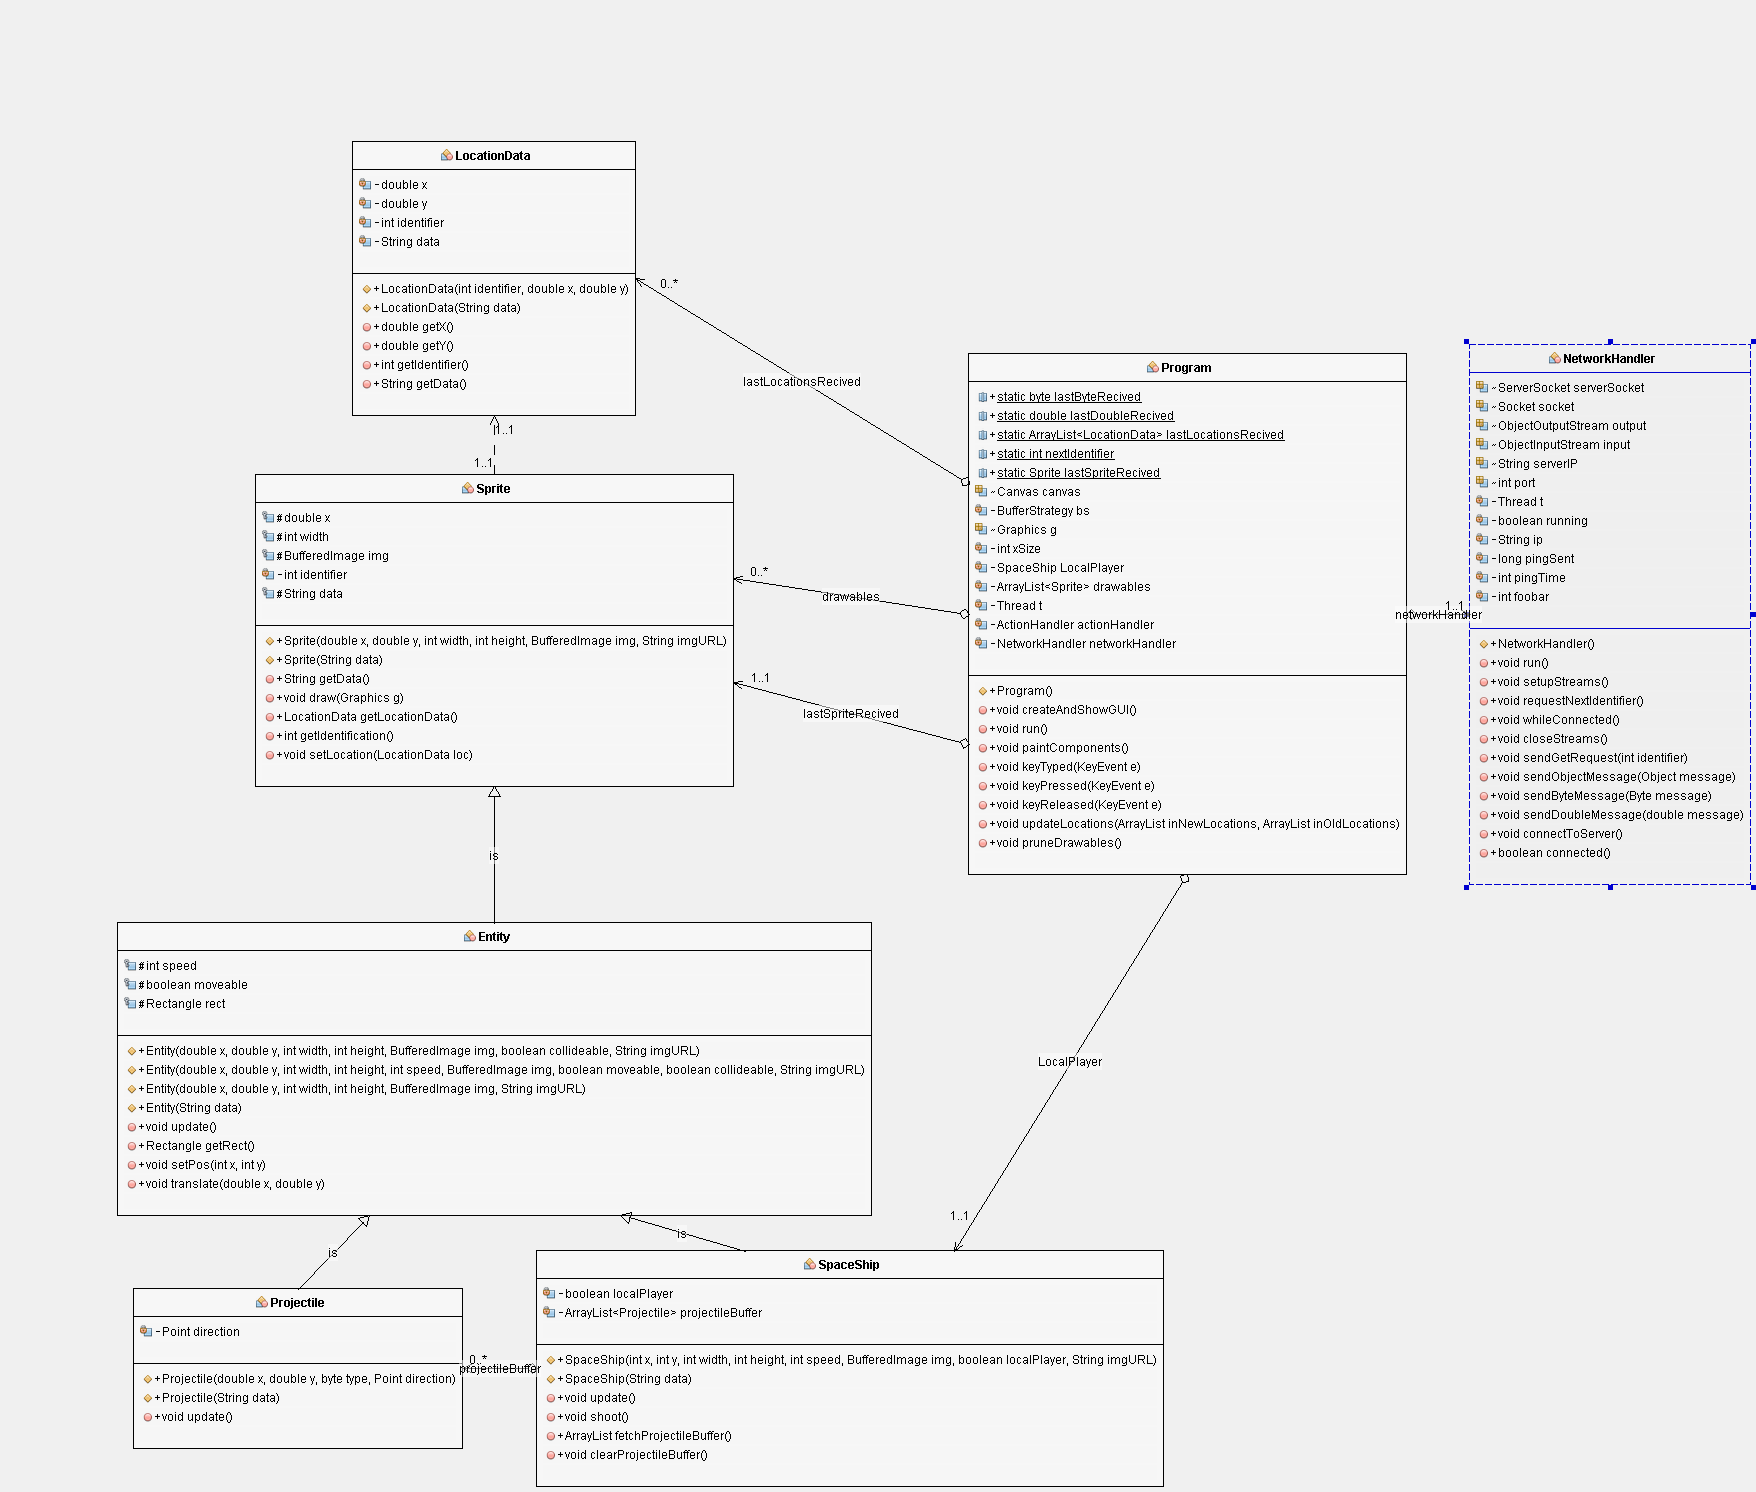 LocationData
-double x
-double y
-int identifier
-String data
+LocationData(int identifier, double x, double y)
+LocationData(String data)
+double getX()
+double getY()
+int getIdentifier()
+String getData()
0..*
lastLocationsRecived
1..1
1..1
Sprite
#double x
#int width
#BufferedImage img
-int identifier
#String data
+Sprite(double x, double y, int width, int height, BufferedImage img, String imgURL)
+Sprite(String data)
+String getData()
+void draw(Graphics g)
+LocationData getLocationData()
+int getIdentification()
+void setLocation(LocationData loc)
0..*
drawables
1..1
lastSpriteRecived
Program
+static byte lastByteRecived
+static double lastDoubleRecived
+static ArrayList<LocationData> lastLocationsRecived
+static int nextIdentifier
+static Sprite lastSpriteRecived
~Canvas canvas
-BufferStrategy bs
~Graphics g
-int xSize
-SpaceShip LocalPlayer
-ArrayList<Sprite> drawables
-Thread t
-ActionHandler actionHandler
-NetworkHandler networkHandler
+Program()
+void createAndShowGUI()
+void run()
+void paintComponents()
+void keyTyped(KeyEvent e)
+void keyPressed(KeyEvent e)
+void keyReleased(KeyEvent e)
+void updateLocations(ArrayList inNewLocations, ArrayList inOldLocations)
+void pruneDrawables()
1..1
networkHandler
NetworkHandler
~ServerSocket serverSocket
~Socket socket
~ObjectOutputStream output
~ObjectInputStream input
~String serverIP
~int port
-Thread t
-boolean running
-String ip
-long pingSent
-int pingTime
-int foobar
+NetworkHandler()
+void run()
+void setupStreams()
+void requestNextIdentifier()
+void whileConnected()
+void closeStreams()
+void sendGetRequest(int identifier)
+void sendObjectMessage(Object message)
+void sendByteMessage(Byte message)
+void sendDoubleMessage(double message)
+void connectToServer()
+boolean connected()
is
Entity
#int speed
#boolean moveable
#Rectangle rect
+Entity(double x, double y, int width, int height, BufferedImage img, boolean collideable, String imgURL)
+Entity(double x, double y, int width, int height, int speed, BufferedImage img, boolean moveable, boolean collideable, String imgURL)
+Entity(double x, double y, int width, int height, BufferedImage img, String imgURL)
+Entity(String data)
+void update()
+Rectangle getRect()
+void setPos(int x, int y)
+void translate(double x, double y)
LocalPlayer
1..1
is
is
Projectile
-Point direction
+Projectile(double x, double y, byte type, Point direction)
+Projectile(String data)
+void update()
0..*
projectileBuffer
SpaceShip
-boolean localPlayer
-ArrayList<Projectile> projectileBuffer
+SpaceShip(int x, int y, int width, int height, int speed, BufferedImage img, boolean localPlayer, String imgURL)
+SpaceShip(String data)
+void update()
+void shoot()
+ArrayList fetchProjectileBuffer()
+void clearProjectileBuffer()